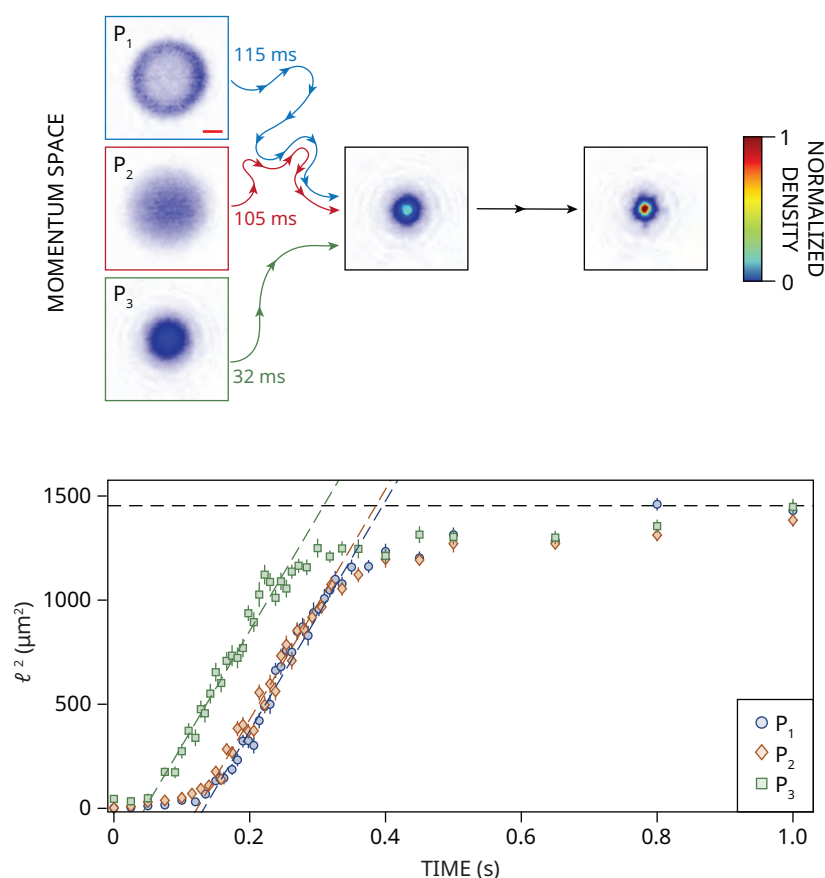 P1
115 ms
MOMENTUM SPACE
P2
105 ms
P3
32 ms
1
0
NORMALIZED
DENSITY
1500
1000
500
0
ℓ² (μm²)
P1
P2
P3
0 0.2 0.4 0.6 0.8 1.0
TIME (s)